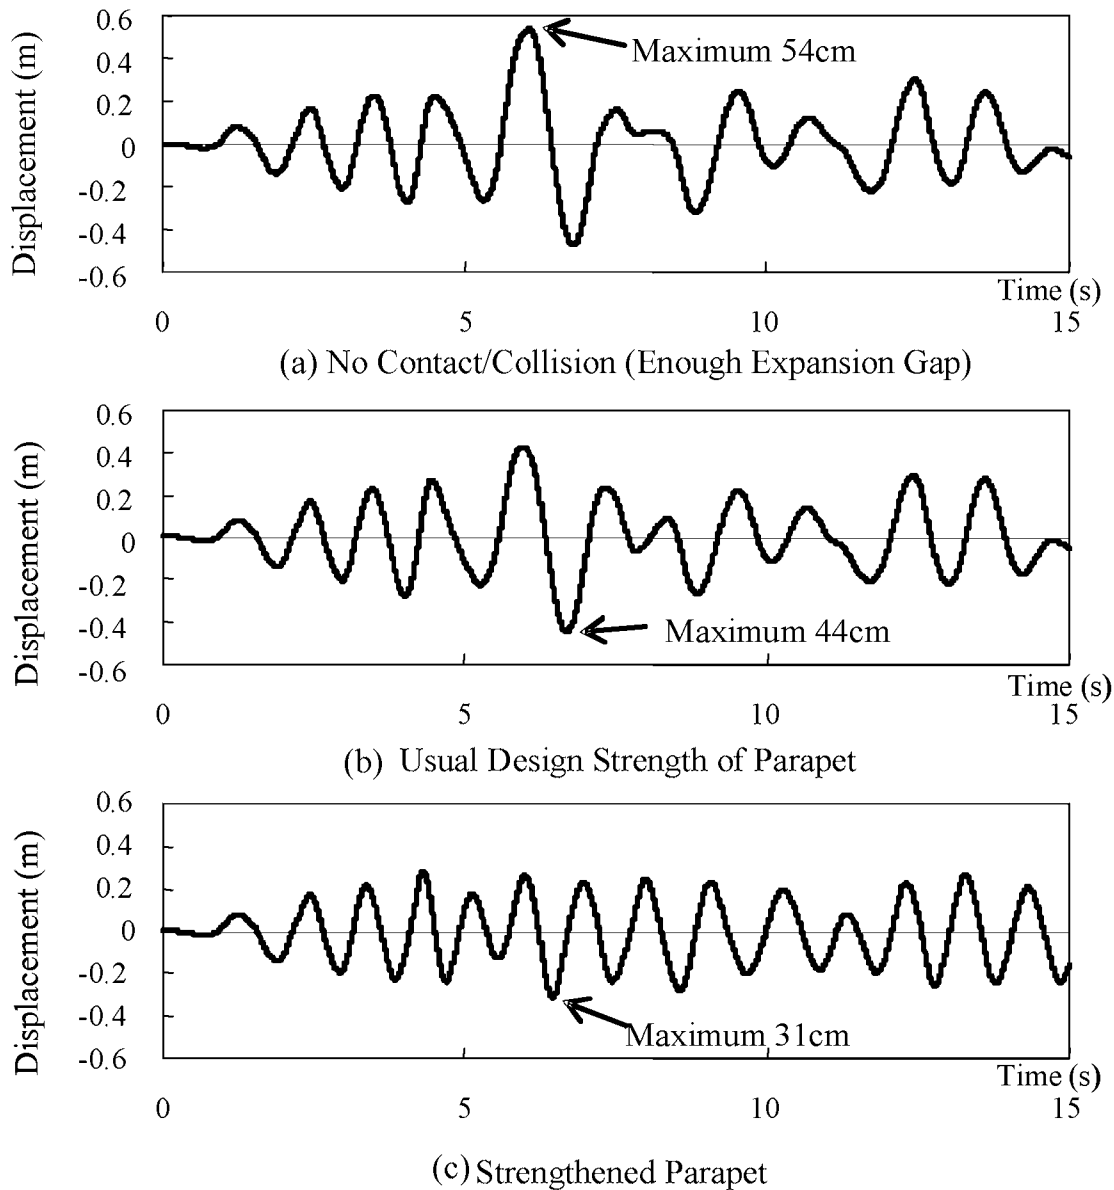 0.6
0.4
0.2
0
-0.2
-0.4
-0.6
Displacement (m)
Maximum 54cm
Time (s)
0 5 10 15
(a) No Contact/Collision (Enough Expansion Gap)
0.6
0.4
0.2
0
-0.2
-0.4
-0.6
Displacement (m)
Maximum 44cm
Time (s)
0 5 10 15
(b) Usual Design Strength of Parapet
0.6
0.4
0.2
0
-0.2
-0.4
-0.6
Displacement (m)
Maximum 31cm
Time (s)
0 5 10 15
(c) Strengthened Parapet